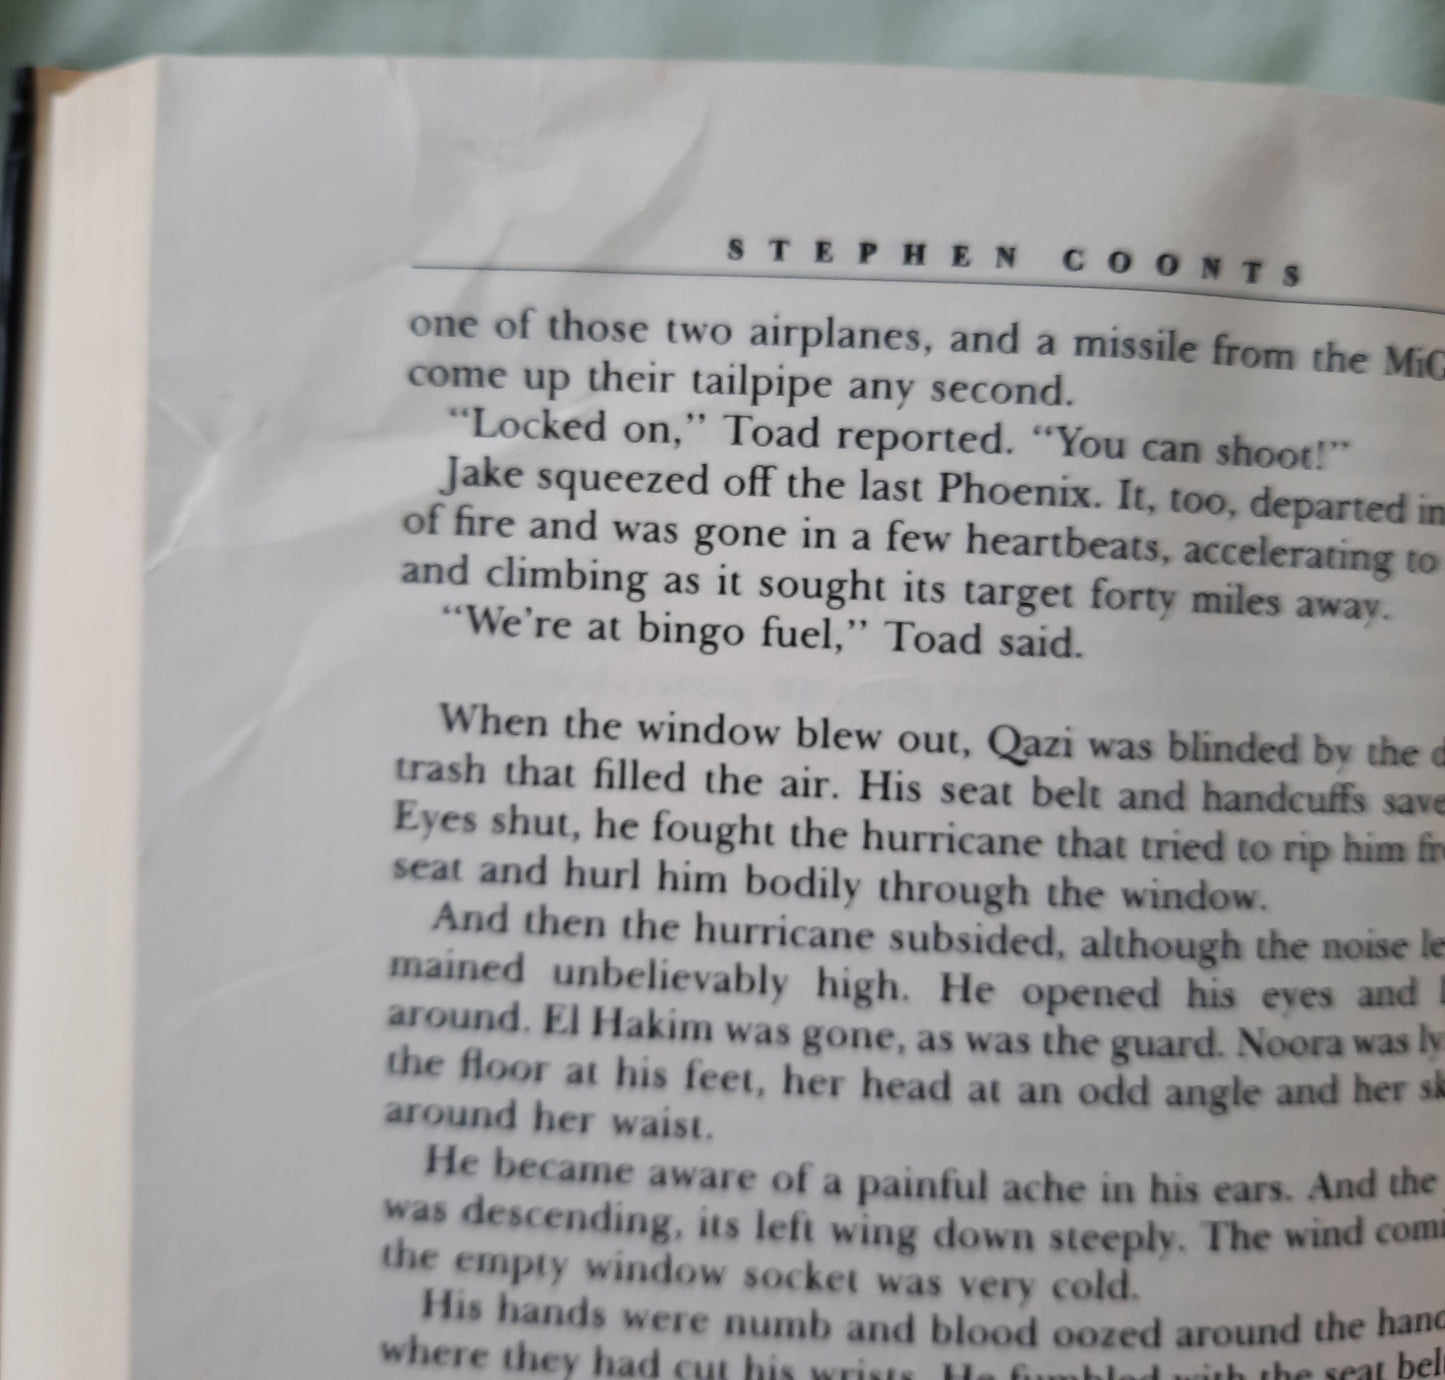 STEPHEN COONTS
one of those two airplanes, and a missile from the
come up their tailpipe any second.
“Locked on,” Toad reported. “You can shoot!”
Jake squeezed off the last Phoenix. It, too, departed in
of fire and was gone in a few heartbeats, accelerating to
and climbing as it sought its target forty miles away.
“We’re at bingo fuel,” Toad said.
When the window blew out, Qazi was blinded by the
trash that filled the air. His seat belt and handcuffs
Eyes shut, he fought the hurricane that tried to rip him
seat and hurl him bodily through the window.
And then the hurricane subsided, although the noise
mained unbelievably high. He opened his eyes and
around. El Hakim was gone, as was the guard. Noora was
the floor at his feet, her head at an odd angle and her
around her waist.
He became aware of a painful ache in his ears. And the
was descending, its left wing down steeply. The wind
the empty window socket was very cold.
His hands were numb and blood oozed around the
where they had cut his wrists. He fumbled with the seat